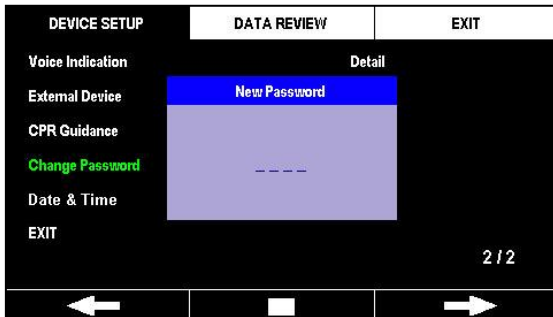 DEVICE SETUP DATA REVIEW EXIT
Voice Indication Detail
External Device New Password
CPR Guidance
Change Password _ _ _ _
Date & Time
EXIT
2 / 2